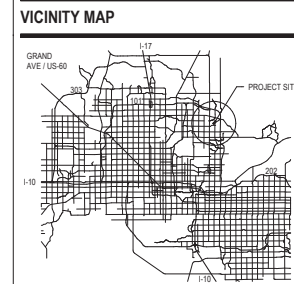 VICINITY MAP
I-17
GRAND
AVE / US-60
303
101
PROJECT SIT
I-10
202
I-10